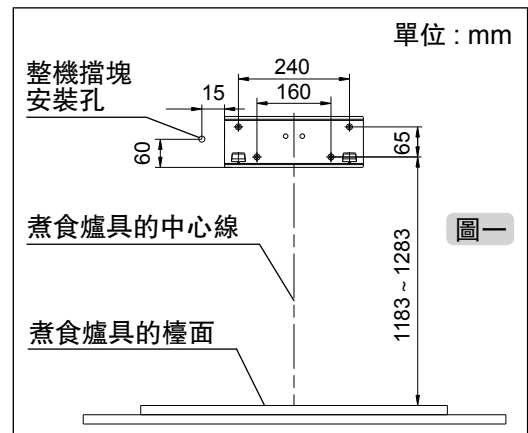 單位 : mm
整機擋塊
安裝孔
240
15
160
60
65
煮食爐具的中心線
圖一
1183 ~ 1283
煮食爐具的檯面